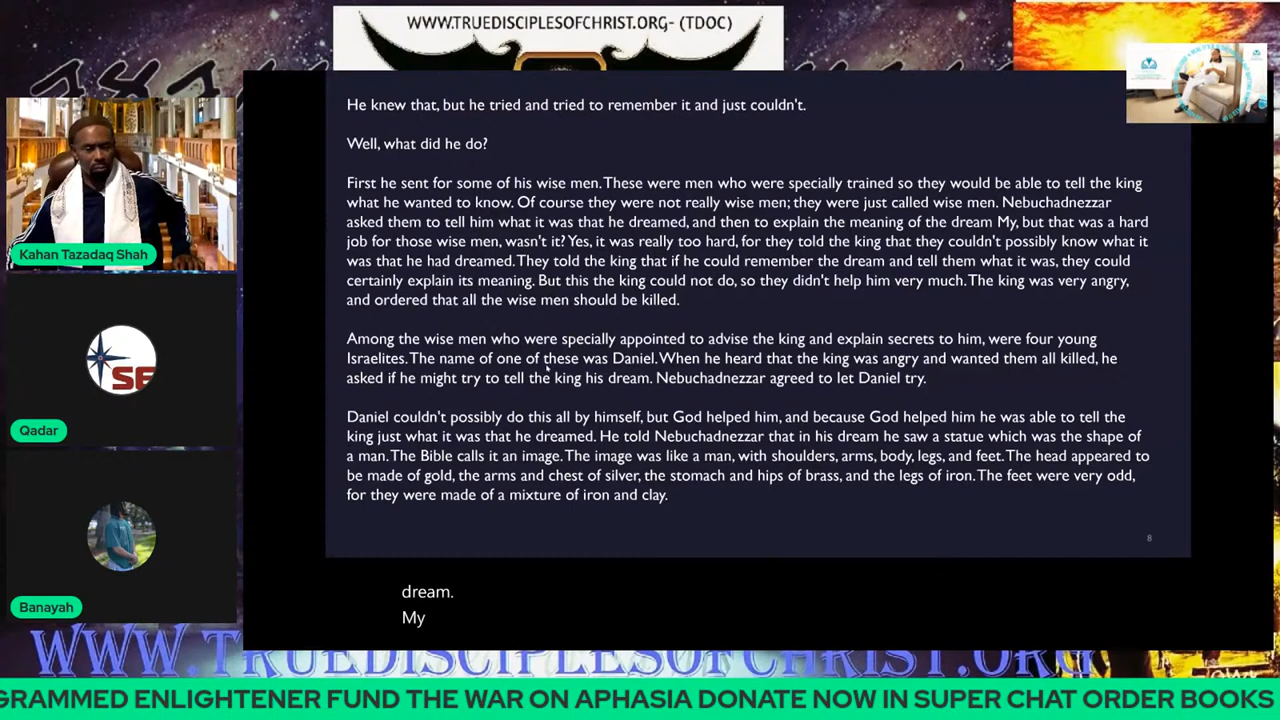 WWW.TRUEDISCIPLESOFCHRIST.ORG- (TDOC)
He knew that, but he tried and tried to remember it and just couldn't.
Well, what did he do?
First he sent for some of his wise men. These were men who were specially trained so they would be able to tell the king
what he wanted to know. Of course they were not really wise men; they were just called wise men. Nebuchadnezzar
asked them to tell him what it was that he dreamed, and then to explain the meaning of the dream My, but that was a hard
job for those wise men, wasn't it? Yes, it was really too hard, for they told the king that they couldn't possibly know what it
was that he had dreamed. They told the king that if he could remember the dream and tell them what it was, they could
certainly explain its meaning. But this the king could not do, so they didn't help him very much. The king was very angry,
and ordered that all the wise men should be killed.
Among the wise men who were specially appointed to advise the king and explain secrets to him, were four young
Israelites. The name of one of these was Daniel. When he heard that the king was angry and wanted them all killed, he
asked if he might try to tell the king his dream. Nebuchadnezzar agreed to let Daniel try.
Daniel couldn't possibly do this all by himself, but God helped him, and because God helped him he was able to tell the
king just what it was that he dreamed. He told Nebuchadnezzar that in his dream he saw a statue which was the shape of
a man. The Bible calls it an image. The image was like a man, with shoulders, arms, body, legs, and feet. The head appeared to
be made of gold, the arms and chest of silver, the stomach and hips of brass, and the legs of iron. The feet were very odd,
for they were made of a mixture of iron and clay.
8
Kahan Tazadaq Shah
SE
Qadar
Banayah
dream.
My
WWW.TRUEDISCIPLESOFCHRIST.ORG
GRAMMED ENLIGHTENER FUND THE WAR ON APHASIA DONATE NOW IN SUPER CHAT ORDER BOOKS